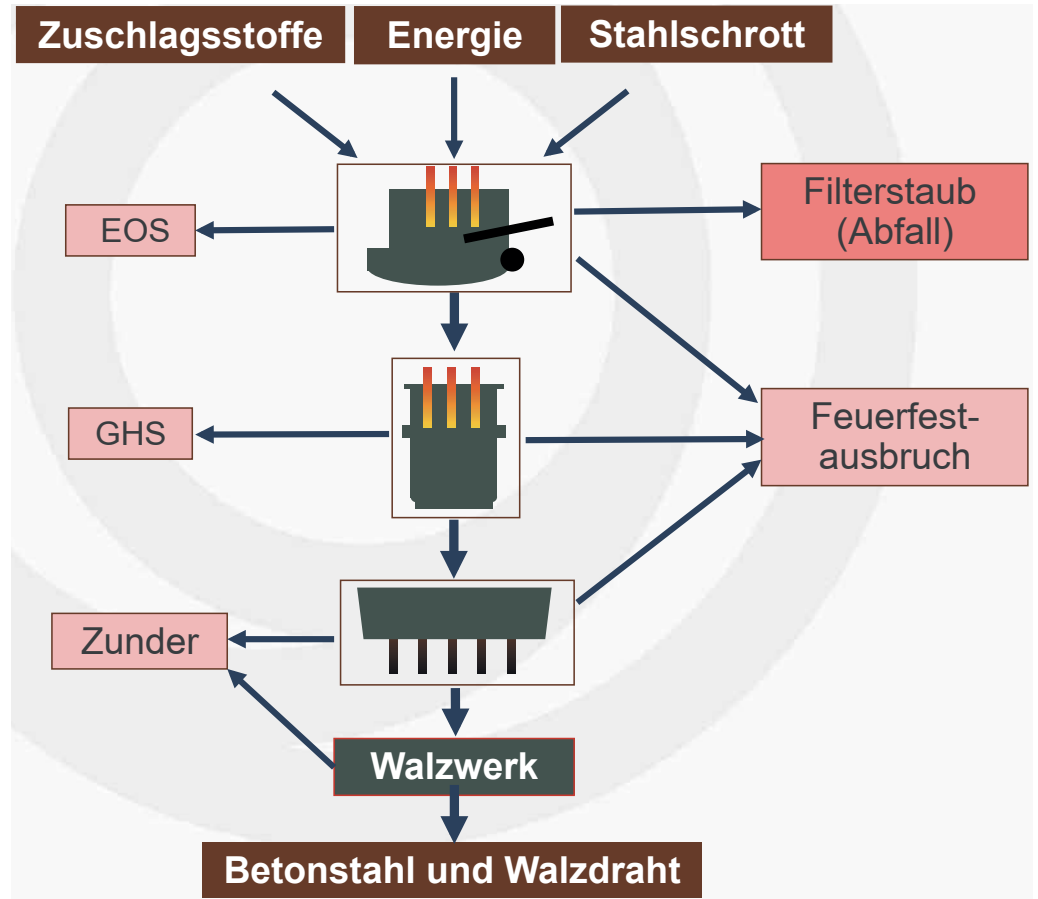 Zuschlagsstoffe
Energie
Stahlschrott
EOS
Filterstaub
(Abfall)
GHS
Feuerfest-
ausbruch
Zunder
Walzwerk
Betonstahl und Walzdraht